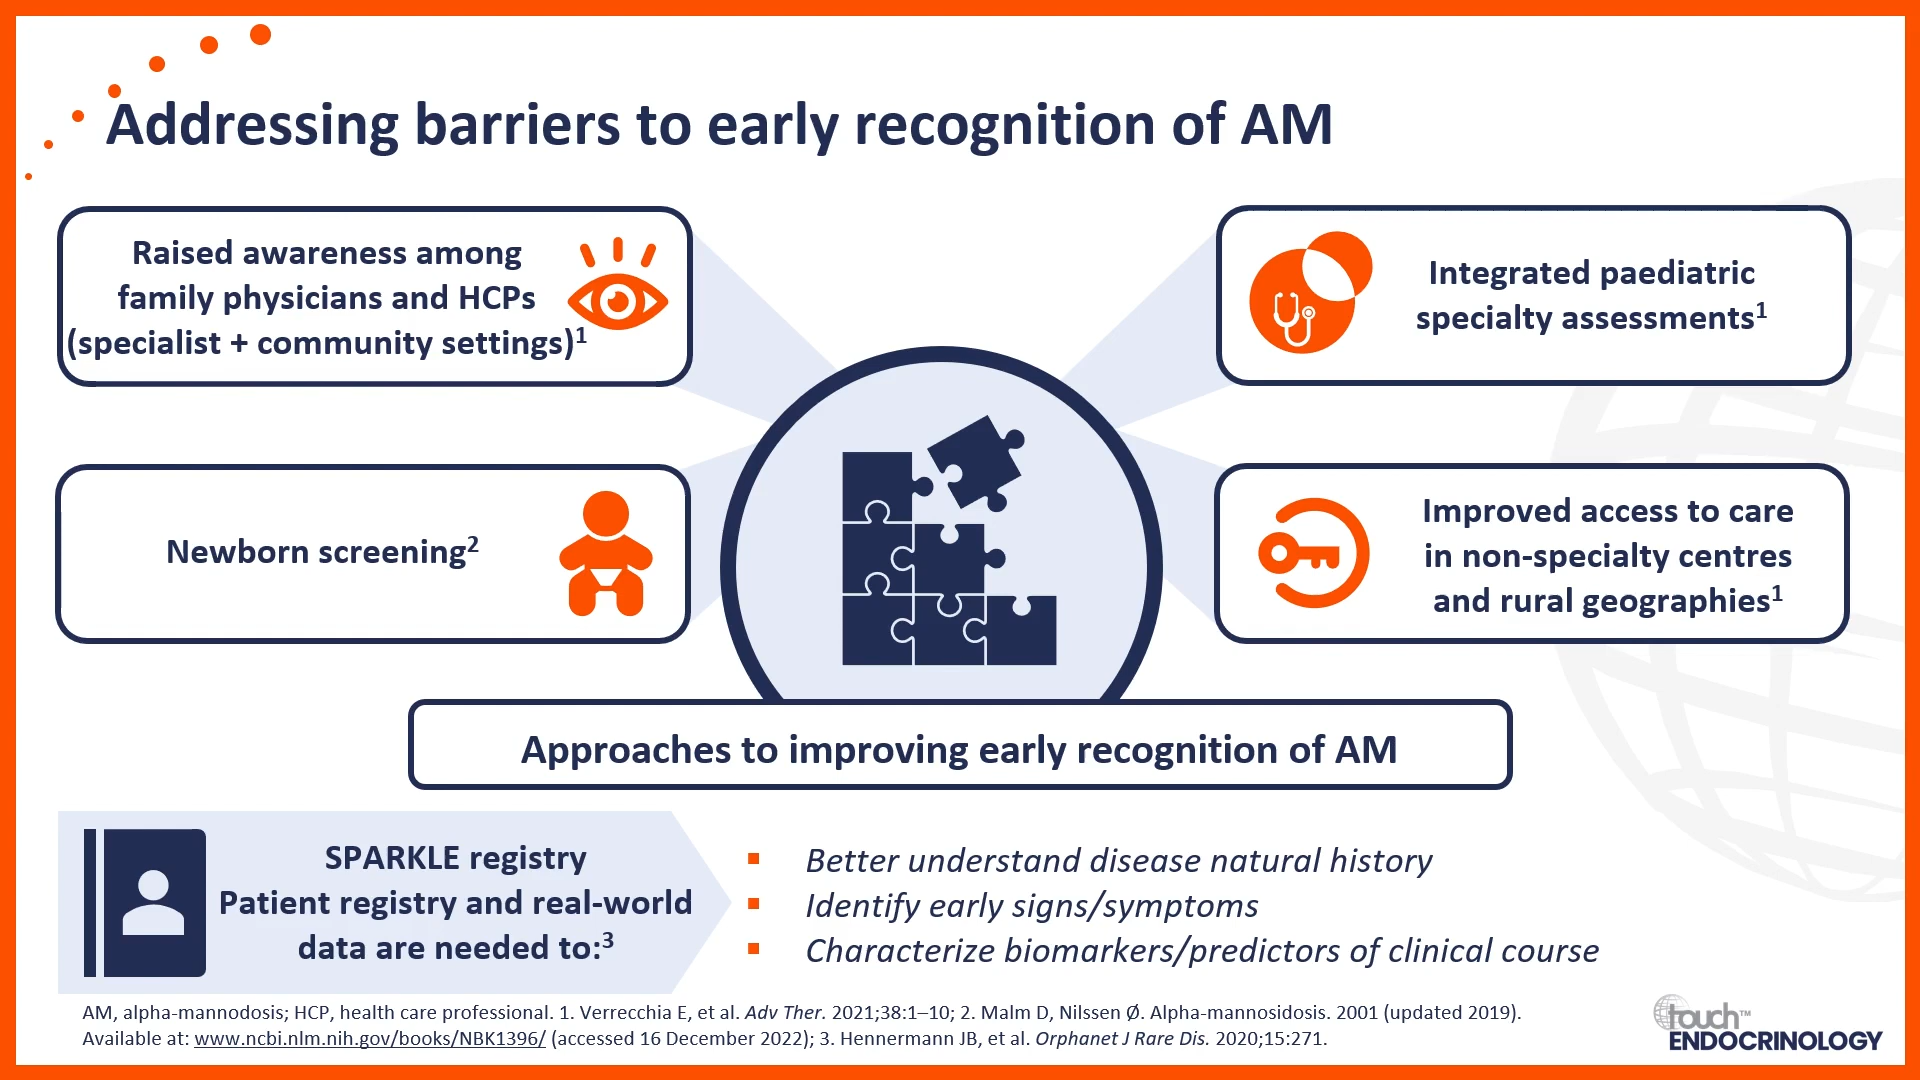 Addressing barriers to early recognition of AM
Raised awareness among
family physicians and HCPs
(specialist + community settings)1
Integrated paediatric
specialty assessments1
Newborn screening2
Improved access to care
in non-specialty centres
and rural geographies1
Approaches to improving early recognition of AM
SPARKLE registry
Patient registry and real-world
data are needed to:3
Better understand disease natural history
Identify early signs/symptoms
Characterize biomarkers/predictors of clinical course
AM, alpha-mannodosis; HCP, health care professional. 1. Verrecchia E, et al. Adv Ther. 2021;38:1–10; 2. Malm D, Nilssen Ø. Alpha-mannosidosis. 2001 (updated 2019).
Available at: www.ncbi.nlm.nih.gov/books/NBK1396/ (accessed 16 December 2022); 3. Hennermann JB, et al. Orphanet J Rare Dis. 2020;15:271.
touch™
ENDOCRINOLOGY